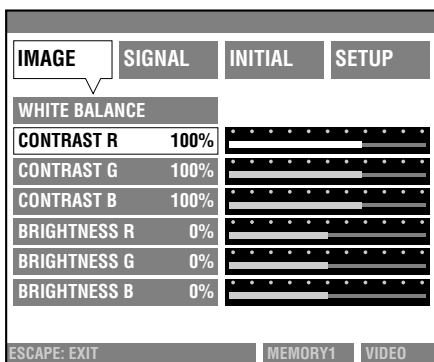 IMAGE SIGNAL INITIAL SETUP
WHITE BALANCE
CONTRAST R 100%
CONTRAST G 100%
CONTRAST B 100%
BRIGHTNESS R 0%
BRIGHTNESS G 0%
BRIGHTNESS B 0%
ESCAPE: EXIT MEMORY1 VIDEO